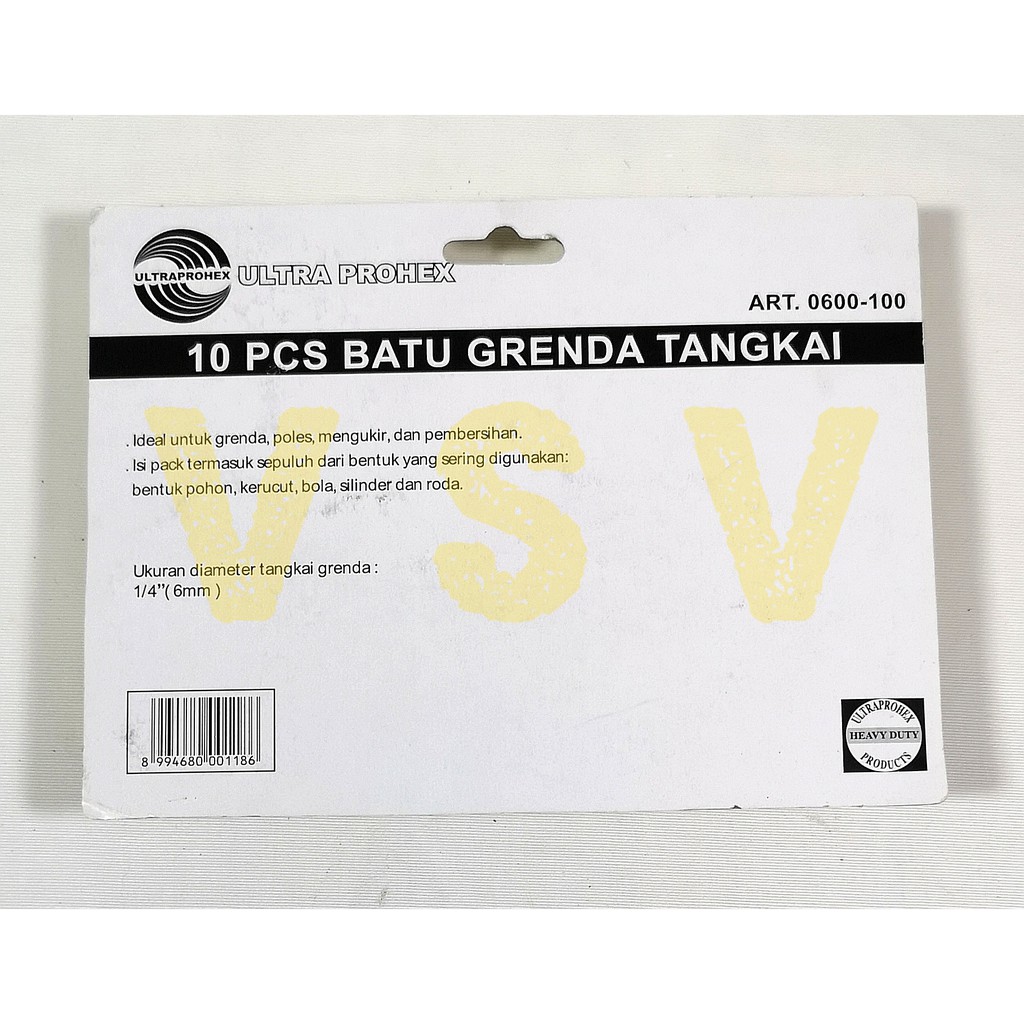 ULTRAPROHEX ULTRA PROHEX
ART. 0600-100
10 PCS BATU GRENDA TANGKAI
. Ideal untuk grenda, poles, mengukir, dan pembersihan.
. Isi pack termasuk sepuluh dari bentuk yang sering digunakan:
bentuk pohon, kerucut, bola, silinder dan roda.
V S V
Ukuran diameter tangkai grenda :
1/4”( 6mm )
8 994680 001186
ULTRAPROHEX
HEAVY DUTY
PRODUCTS